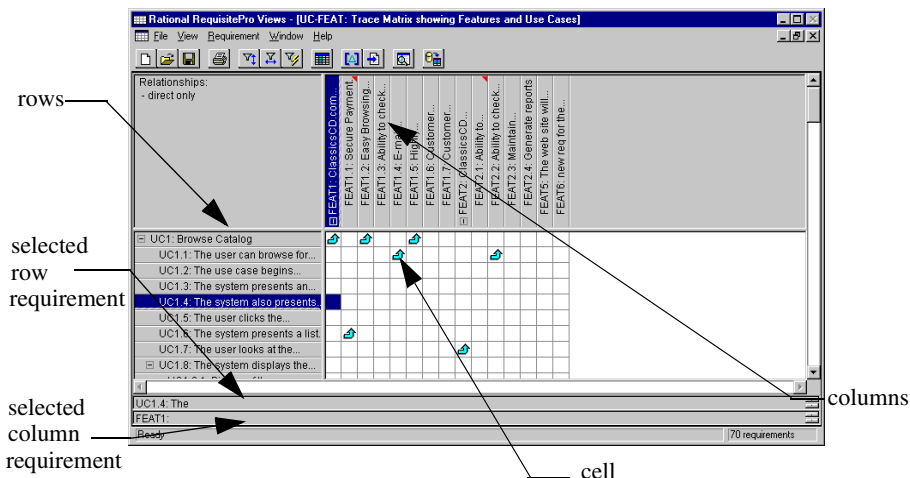 Rational RequisitePro Views - [UC-FEAT: Trace Matrix showing Features and Use Cases]
File View Requirement Window Help
Relationships:
- direct only
FEAT1: ClassicsCD.com...
FEAT1.1: Secure Payment.
FEAT1.2: Easy Browsing...
FEAT1.3: Ability to check...
FEAT1.4: E-mail
FEAT1.5: High
FEAT1.6: Customer...
FEAT1.7: Customer...
FEAT2: ClassicsCD...
FEAT2.1: Ability to...
FEAT2.2: Ability to check...
FEAT2.3: Maintain...
FEAT2.4: Generate reports
FEAT5: The web site will...
FEAT6: new req for the...
rows
UC1: Browse Catalog
UC1.1: The user can browse for...
UC1.2: The use case begins...
UC1.3: The system presents an...
UC1.4: The system also presents...
UC1.5: The user clicks the...
UC1.6: The system presents a list.
UC1.7: The user looks at the...
UC1.8: The system displays the...
selected
row
requirement
UC1.4: The
FEAT1:
Ready
70 requirements
selected
column
requirement
columns
cell